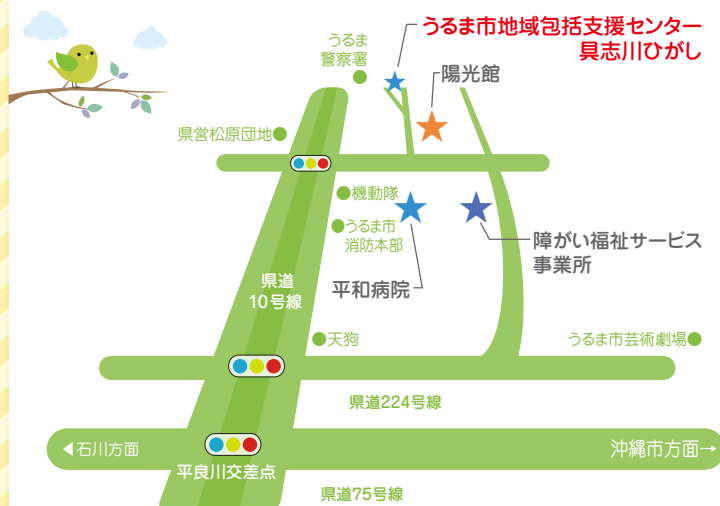 うるま市地域包括支援センター
具志川ひがし
うるま
警察署
陽光館
県営松原団地
機動隊
うるま市
消防本部
障がい福祉サービス
事業所
平和病院
県道
10号線
天狗
うるま市芸術劇場
県道224号線
石川方面
沖縄市方面→
平良川交差点
県道75号線